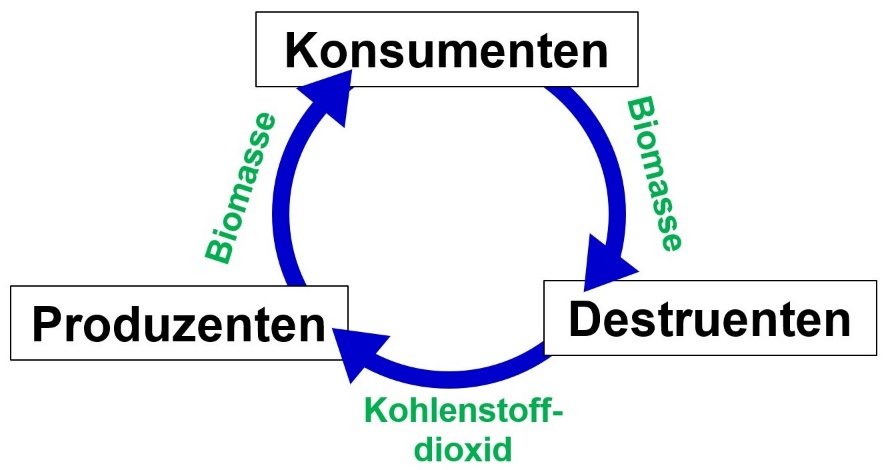 Konsumenten
Biomasse
Biomasse
Produzenten
Destruenten
Kohlenstoff-
dioxid